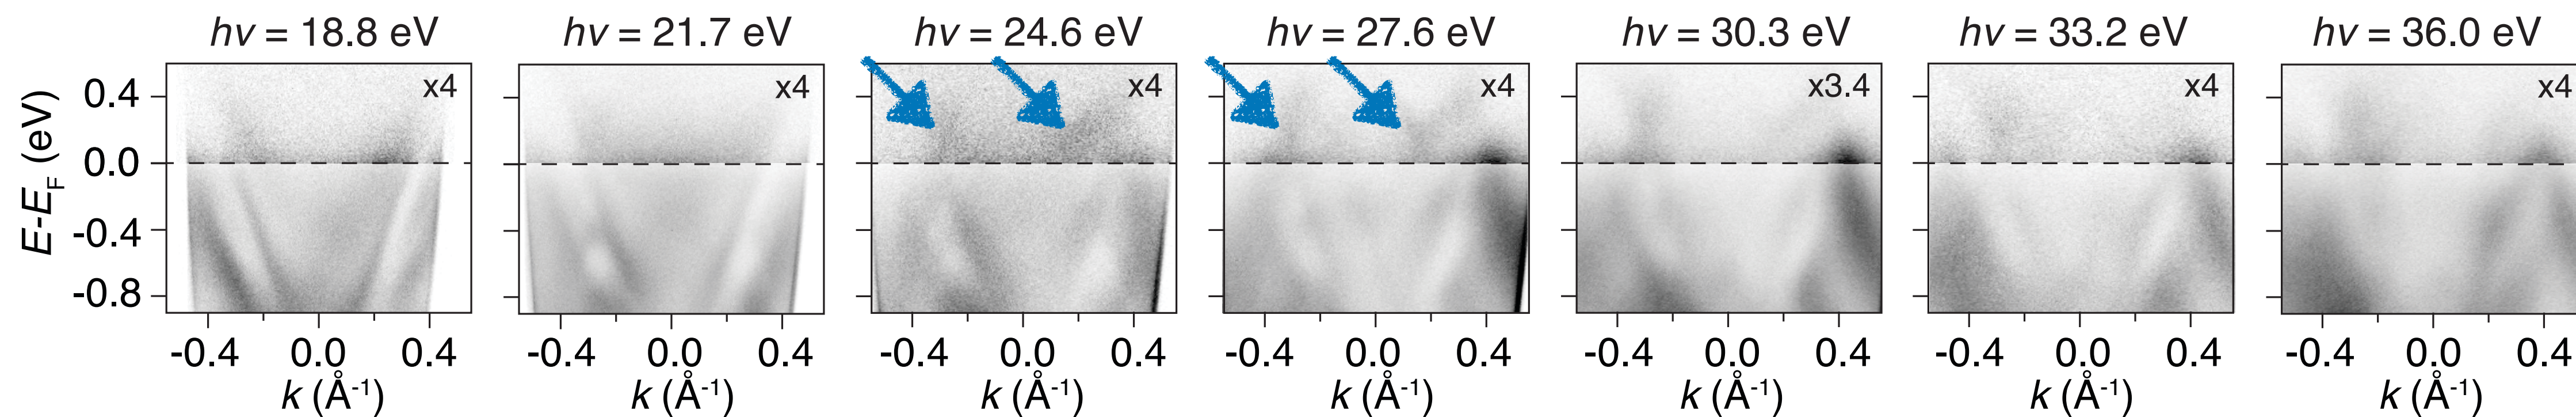 hν = 18.8 eV
hν = 21.7 eV
hν = 24.6 eV
hν = 27.6 eV
hν = 30.3 eV
hν = 33.2 eV
hν = 36.0 eV
x4
x4
x4
x4
x3.4
x4
x4
E-EF (eV)
0.4
0.0
-0.4
-0.8
-0.4 0.0 0.4
-0.4 0.0 0.4
-0.4 0.0 0.4
-0.4 0.0 0.4
-0.4 0.0 0.4
-0.4 0.0 0.4
-0.4 0.0 0.4
k (Å-1)
k (Å-1)
k (Å-1)
k (Å-1)
k (Å-1)
k (Å-1)
k (Å-1)